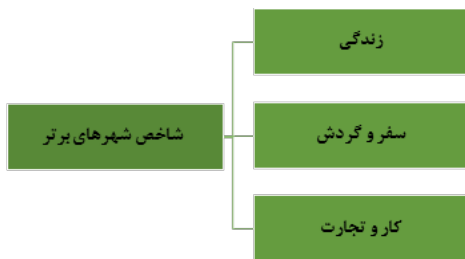 زندگی
سفر و گردش
شاخص شهرهای برتر
کار و تجارت